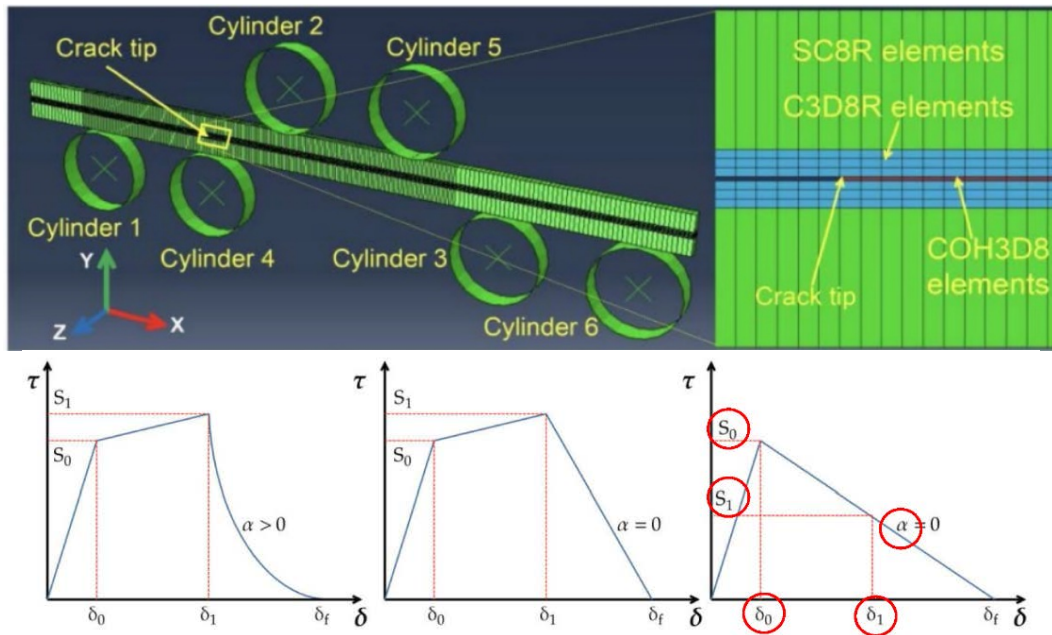 Cylinder 2
Crack tip
Cylinder 5
SC8R elements
C3D8R elements
Cylinder 1
Cylinder 4
Cylinder 3
Cylinder 6
COH3D8
elements
Crack tip
Y
X
Z
τ
S₁
S₀
α > 0
δ₀
δ₁
δf
δ
τ
S₁
S₀
α = 0
δ₀
δ₁
δf
δ
τ
S₀
S₁
α = 0
δ₀
δ₁
δf
δ